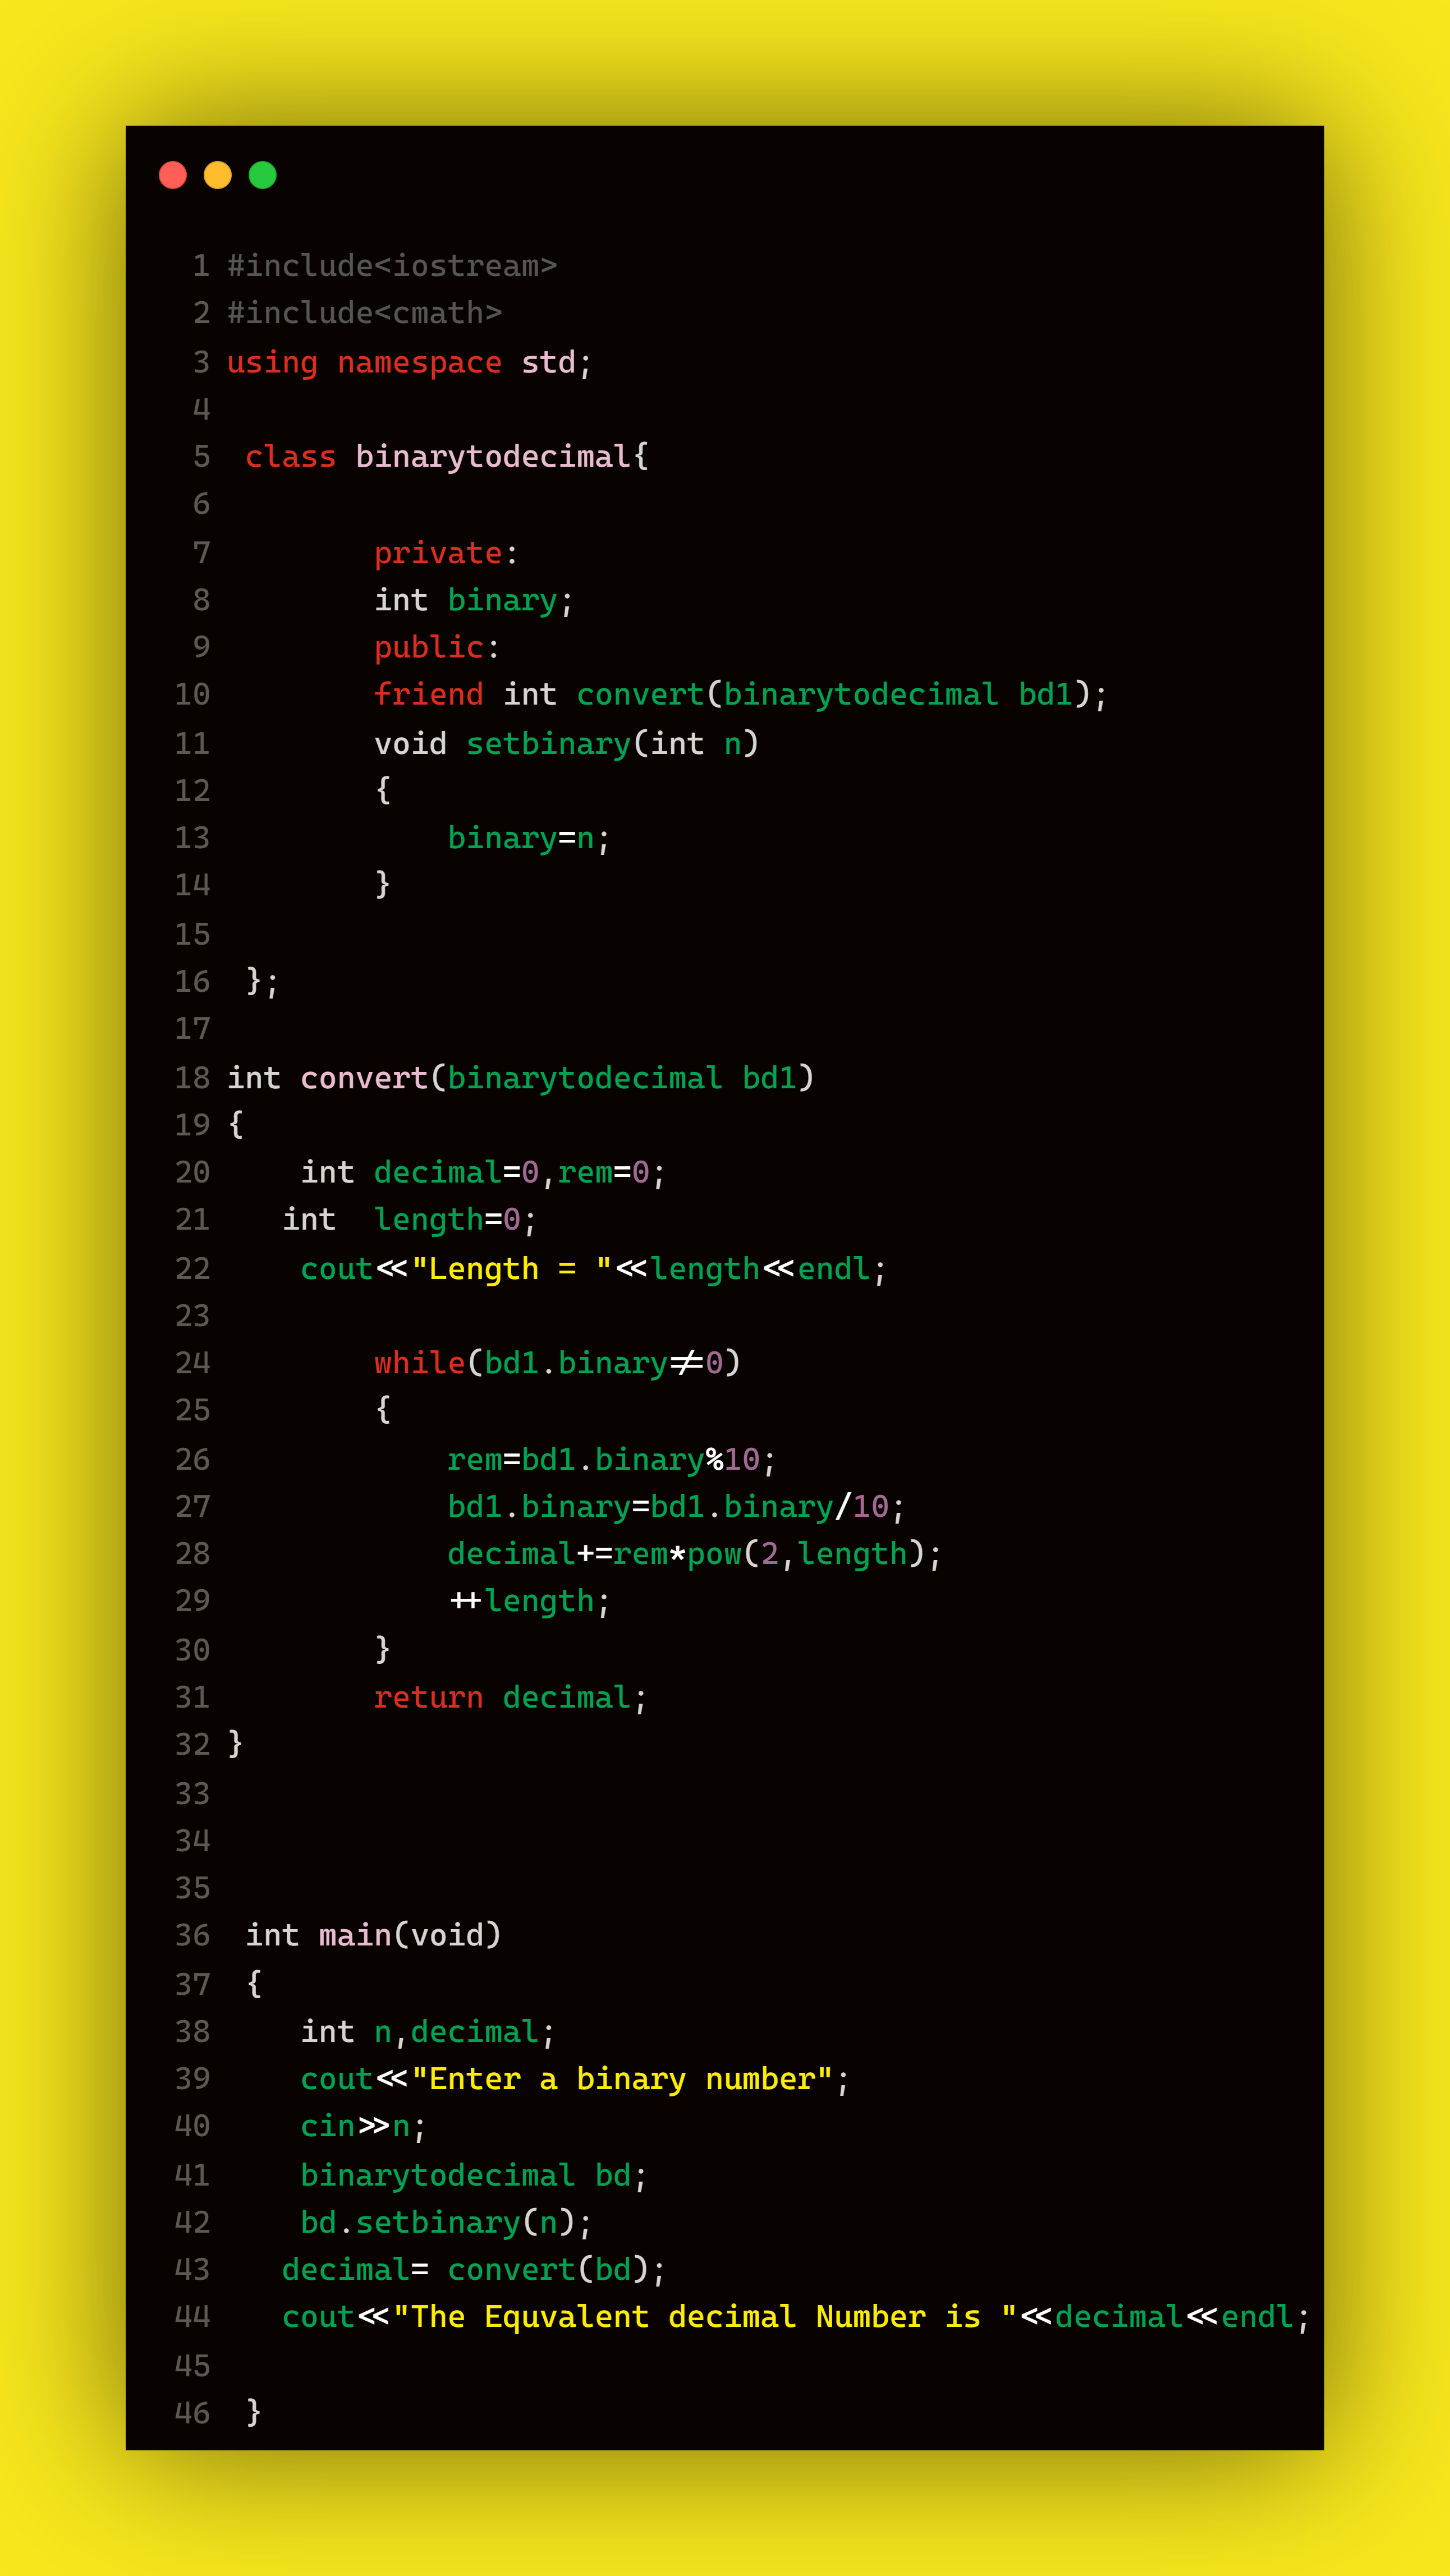 1 #include<iostream>
2 #include<cmath>
3 using namespace std;
4
5  class binarytodecimal{
6
7         private:
8         int binary;
9         public:
10         friend int convert(binarytodecimal bd1);
11         void setbinary(int n)
12         {
13             binary=n;
14         }
15
16  };
17
18 int convert(binarytodecimal bd1)
19 {
20     int decimal=0,rem=0;
21    int  length=0;
22     cout<<"Length = "<<length<<endl;
23
24         while(bd1.binary!=0)
25         {
26             rem=bd1.binary%10;
27             bd1.binary=bd1.binary/10;
28             decimal+=rem*pow(2,length);
29             ++length;
30         }
31         return decimal;
32 }
33
34
35
36  int main(void)
37  {
38     int n,decimal;
39     cout<<"Enter a binary number";
40     cin>>n;
41     binarytodecimal bd;
42     bd.setbinary(n);
43    decimal= convert(bd);
44    cout<<"The Equvalent decimal Number is "<<decimal<<endl;
45
46  }